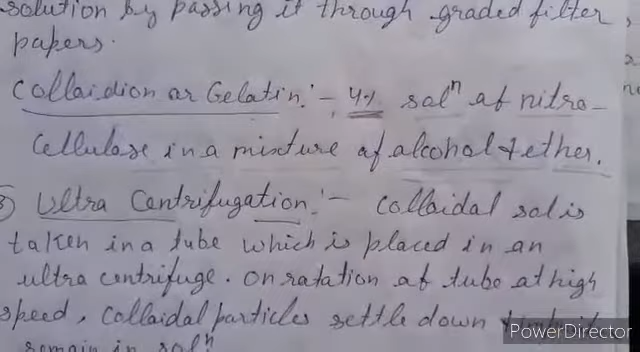 solution by passing it through graded filter
papers.
Collaidion or Gelatin:- 4% solⁿ of nitro-
cellulose in a mixture of alcohol & ether.
3) Ultra Centrifugation:- colloidal sol is
taken in a tube which is placed in an
ultra centrifuge. On rotation of tube at high
speed, colloidal particles settle down
remain in solⁿ
PowerDirector